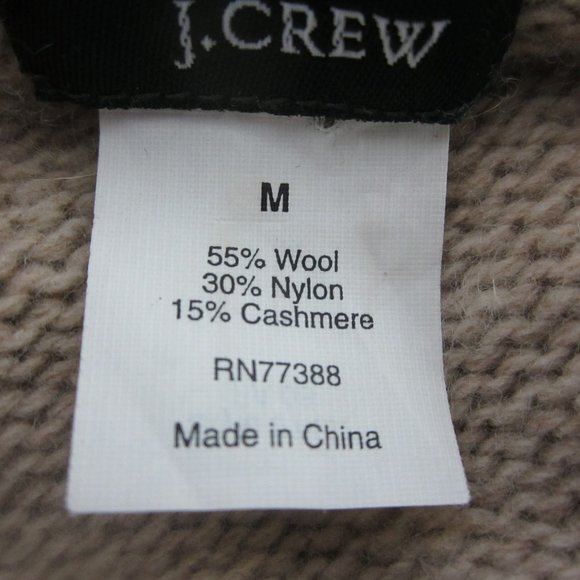 J.CREW
M
55% Wool
30% Nylon
15% Cashmere
RN77388
Made in China